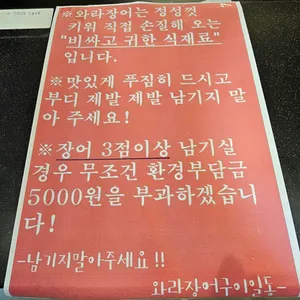 ※와라장어는 정성껏
키워 직접 손질해 오는
"비싸고 귀한 식재료"
입니다.
※맛있게 푸짐히 드시고
부디 제발 제발 남기지 말
아 주세요!
※장어 3점이상 남기실
경우 무조건 환경부담금
5000원을 부과하겠습니
다!
-남기지말아주세요!!
와라장어구이일동-